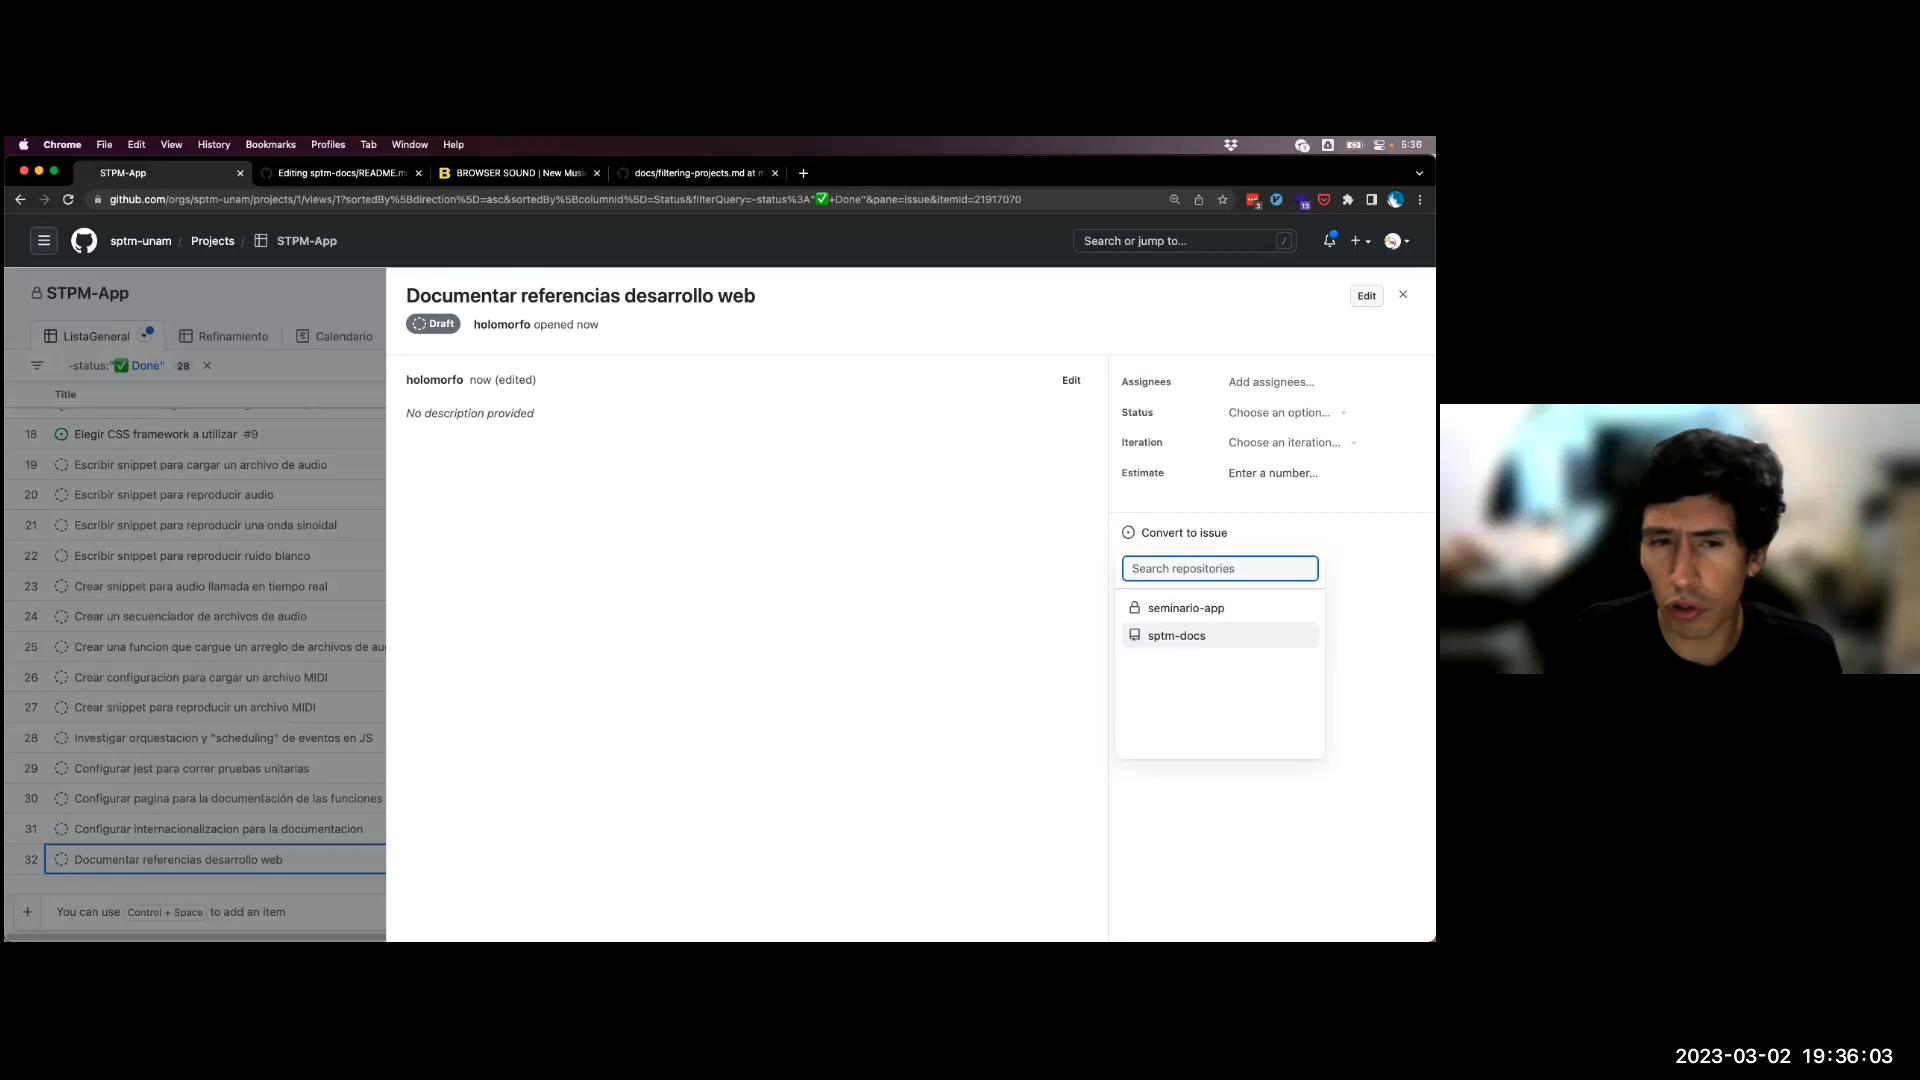 Chrome File Edit View History Bookmarks Profiles Tab Window Help 5:36
STPM-App Editing sptm-docs/README.m BROWSER SOUND | New Musi docs/filtering-projects.md at m
github.com/orgs/sptm-unam/projects/1/views/1?sortedBy%5Bdirection%5D=asc&sortedBy%5BcolumnId%5D=Status&filterQuery=-status%3A"✅+Done"&pane=issue&itemId=21917070
3 13
sptm-unam / Projects / STPM-App Search or jump to... /
STPM-App
ListaGeneral Refinamiento Calendario
-status:"✅ Done" 28
Title
18 Elegir CSS framework a utilizar #9
19 Escribir snippet para cargar un archivo de audio
20 Escribir snippet para reproducir audio
21 Escribir snippet para reproducir una onda sinoidal
22 Escribir snippet para reproducir ruido blanco
23 Crear snippet para audio llamada en tiempo real
24 Crear un secuenciador de archivos de audio
25 Crear una funcion que cargue un arreglo de archivos de au
26 Crear configuracion para cargar un archivo MIDI
27 Crear snippet para reproducir un archivo MIDI
28 Investigar orquestacion y "scheduling" de eventos en JS
29 Configurar jest para correr pruebas unitarias
30 Configurar pagina para la documentación de las funciones
31 Configurar internacionalizacion para la documentacion
32 Documentar referencias desarrollo web
+ You can use Control + Space to add an item
Documentar referencias desarrollo web
Edit
Draft holomorfo opened now
holomorfo now (edited) Edit
No description provided
Assignees Add assignees...
Status Choose an option...
Iteration Choose an iteration...
Estimate Enter a number...
Convert to issue
Search repositories
seminario-app
sptm-docs
2023-03-02 19:36:03